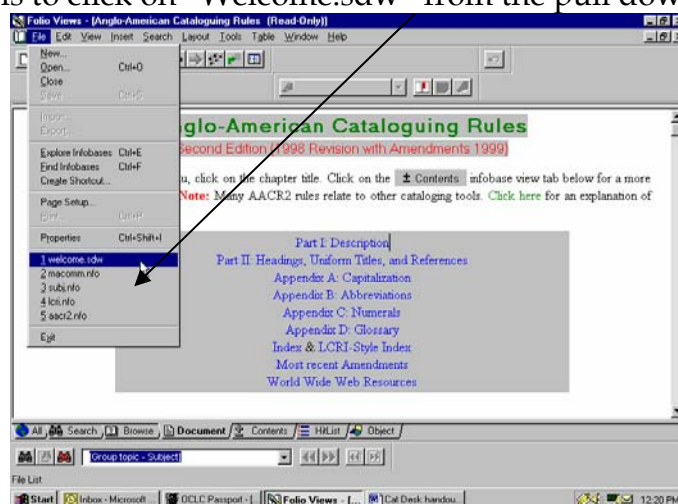 is to click on "Welcome.sdw" from the pull dow
Folio Views - [Anglo-American Cataloguing Rules (Read-Only)]
File Edit View Insert Search Layout Tools Table Window Help
New...
Open... Ctrl+O
Close
Save Ctrl+S
Import...
Export...
Explore Infobases Ctrl+E
Find Infobases Ctrl+F
Create Shortcut...
Page Setup...
Print...
Properties Ctrl+Shift+I
1 welcome.sdw
2 macomm.nfo
3 subj.nfo
4 lcri.nfo
5 aacr2.nfo
Exit
glo-American Cataloguing Rules
Second Edition (1998 Revision with Amendments 1999)
u, click on the chapter title. Click on the ± Contents infobase view tab below for a more
Note: Many AACR2 rules relate to other cataloging tools. Click here for an explanation of
Part I: Description
Part II: Headings, Uniform Titles, and References
Appendix A: Capitalization
Appendix B: Abbreviations
Appendix C: Numerals
Appendix D: Glossary
Index & LCRI-Style Index
Most recent Amendments
World Wide Web Resources
All Search Browse Document Contents HitList Object
Group topic - Subject
File List
Start Inbox - Microsoft ... OCLC Passport - [ Folio Views - [... Cat Desk handou... 12:20 PM